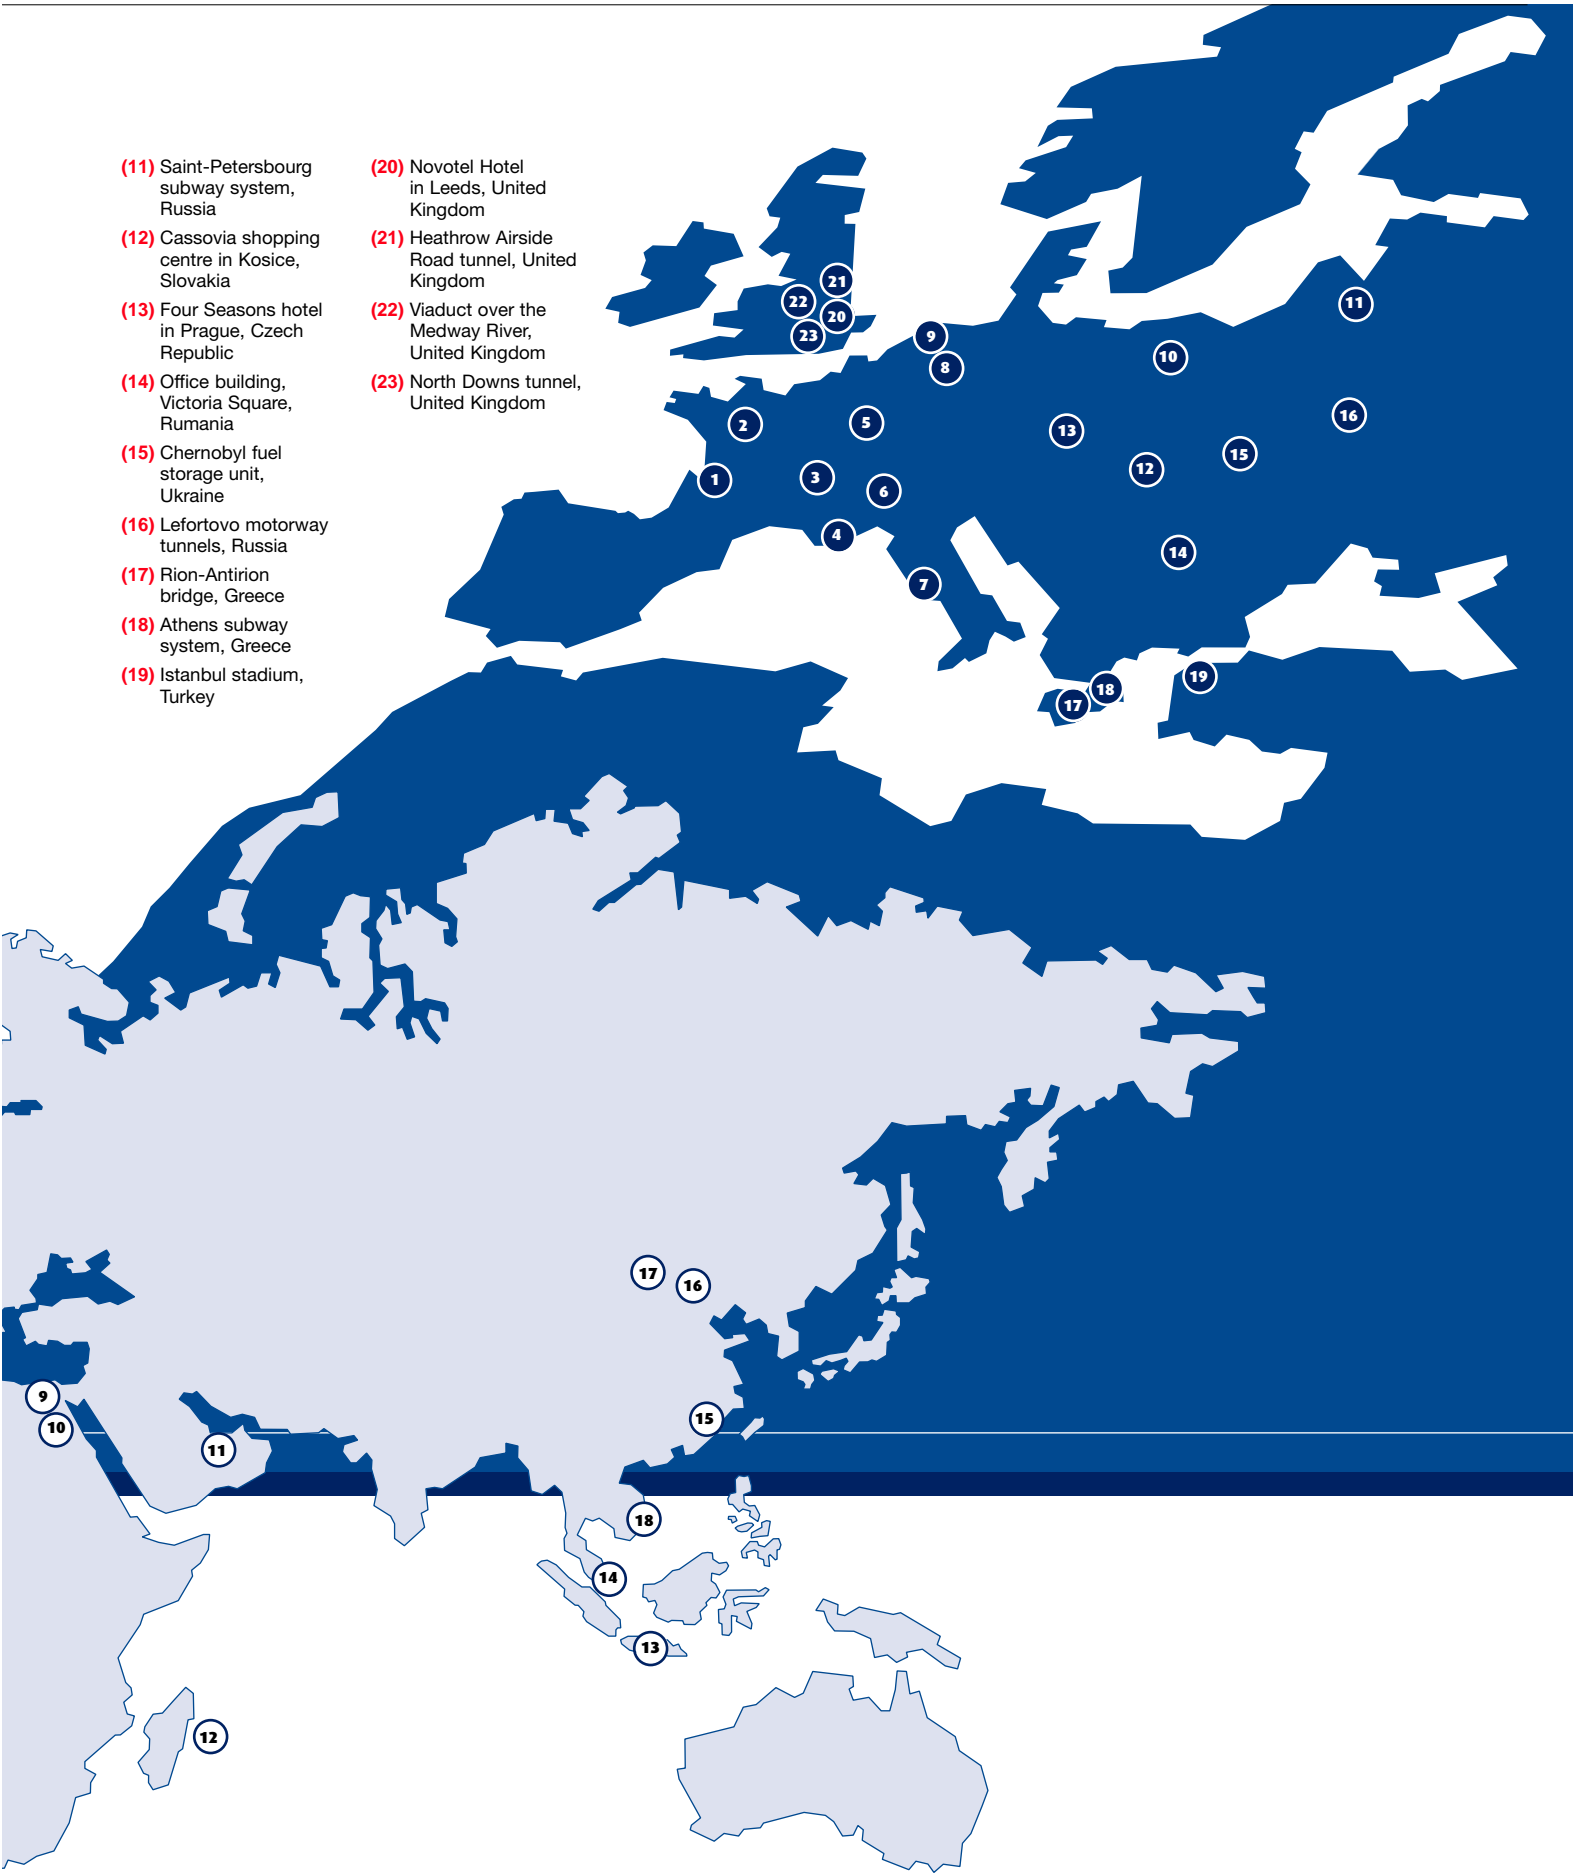 (11) Saint-Petersbourg
subway system,
Russia
(12) Cassovia shopping
centre in Kosice,
Slovakia
(13) Four Seasons hotel
in Prague, Czech
Republic
(14) Office building,
Victoria Square,
Rumania
(15) Chernobyl fuel
storage unit,
Ukraine
(16) Lefortovo motorway
tunnels, Russia
(17) Rion-Antirion
bridge, Greece
(18) Athens subway
system, Greece
(19) Istanbul stadium,
Turkey
(20) Novotel Hotel
in Leeds, United
Kingdom
(21) Heathrow Airside
Road tunnel, United
Kingdom
(22) Viaduct over the
Medway River,
United Kingdom
(23) North Downs tunnel,
United Kingdom
21
22
20
23
9
8
11
10
2
5
13
16
1
3
6
12
15
4
14
7
17
18
19
17
16
9
10
11
15
18
14
13
12